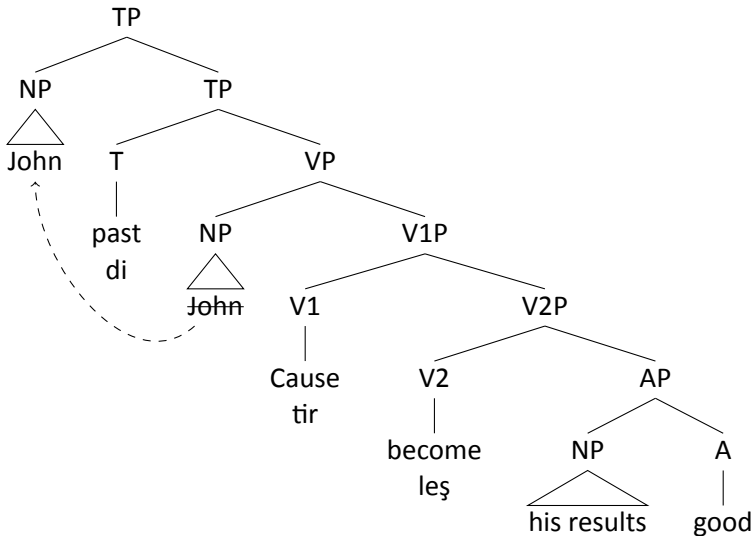 TP
NP TP
John T VP
past NP V1P
di
John V1 V2P
Cause V2 AP
tir
become NP A
leş
his results good